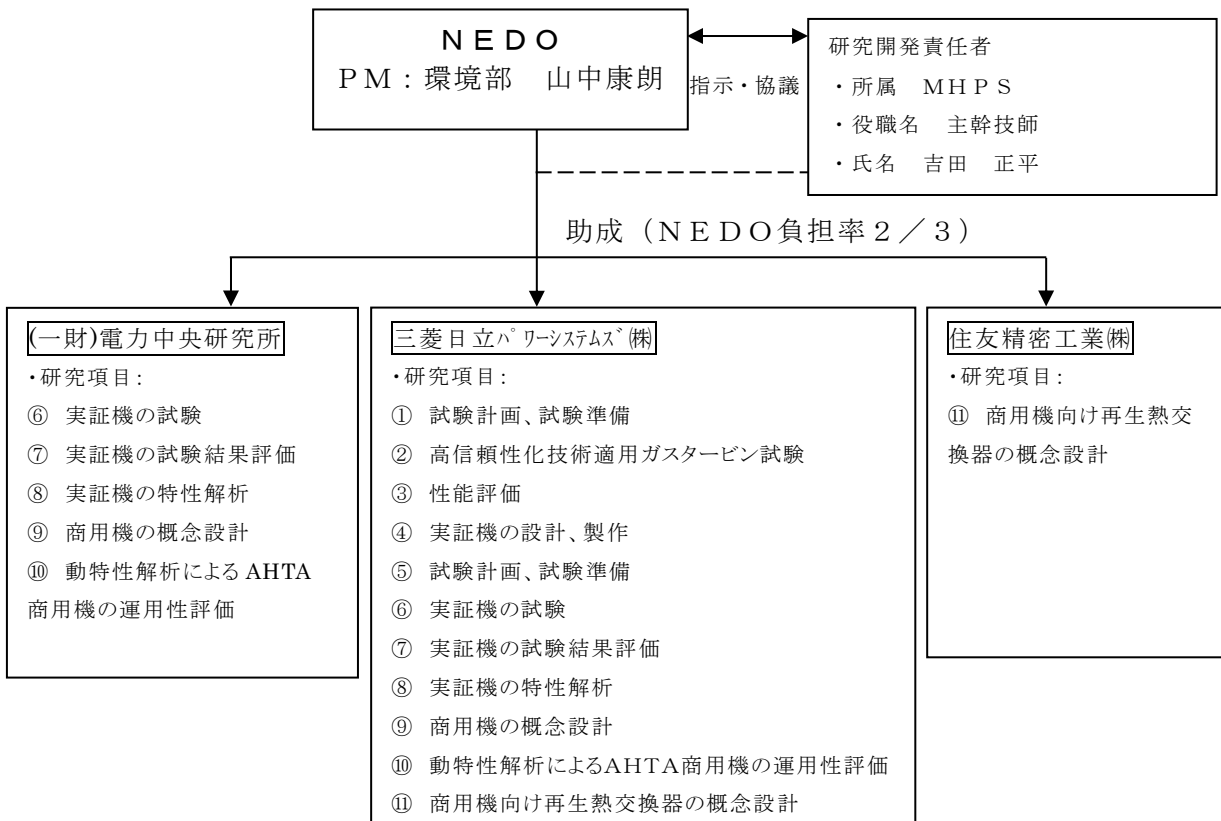 ＮＥＤＯ
ＰＭ：環境部　山中康朗
指示・協議
研究開発責任者
・所属　ＭＨＰＳ
・役職名　主幹技師
・氏名　吉田　正平
助成（ＮＥＤＯ負担率２／３）
(一財)電力中央研究所
・研究項目：
⑥　実証機の試験
⑦　実証機の試験結果評価
⑧　実証機の特性解析
⑨　商用機の概念設計
⑩　動特性解析による AHTA
商用機の運用性評価
三菱日立ﾊﾟﾜｰｼｽﾃﾑｽﾞ㈱
・研究項目：
①　試験計画、試験準備
②　高信頼性化技術適用ガスタービン試験
③　性能評価
④　実証機の設計、製作
⑤　試験計画、試験準備
⑥　実証機の試験
⑦　実証機の試験結果評価
⑧　実証機の特性解析
⑨　商用機の概念設計
⑩　動特性解析によるＡＨＴＡ商用機の運用性評価
⑪　商用機向け再生熱交換器の概念設計
住友精密工業㈱
・研究項目：
⑪　商用機向け再生熱交
換器の概念設計